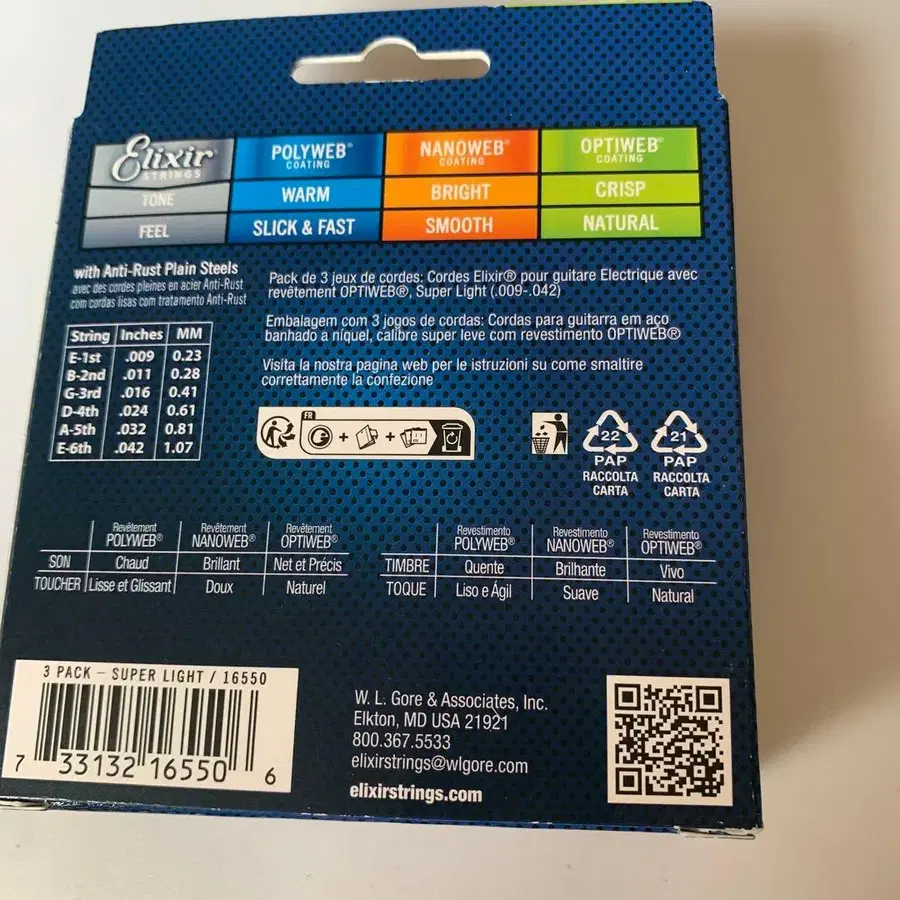 Elixir
STRINGS
POLYWEB®
COATING
NANOWEB®
COATING
OPTIWEB®
COATING
TONE WARM BRIGHT CRISP
FEEL SLICK & FAST SMOOTH NATURAL
with Anti-Rust Plain Steels
avec des cordes pleines en acier Anti-Rust
com cordas lisas com tratamento Anti-Rust
String Inches MM
E-1st .009 0.23
B-2nd .011 0.28
G-3rd .016 0.41
D-4th .024 0.61
A-5th .032 0.81
E-6th .042 1.07
Pack de 3 jeux de cordes: Cordes Elixir® pour guitare Electrique avec
revêtement OPTIWEB®, Super Light (.009-.042)
Embalagem com 3 jogos de cordas: Cordas para guitarra em aço
banhado a níquel, calibre super leve com revestimento OPTIWEB®
Visita la nostra pagina web per le istruzioni su come smaltire
correttamente la confezione
FR
+ +
22
PAP
RACCOLTA
CARTA
21
PAP
RACCOLTA
CARTA
Revêtement Revêtement Revêtement
POLYWEB® NANOWEB® OPTIWEB®
SON Chaud Brillant Net et Précis
TOUCHER Lisse et Glissant Doux Naturel
Revestimento Revestimento Revestimento
POLYWEB® NANOWEB® OPTIWEB®
TIMBRE Quente Brilhante Vivo
TOQUE Liso e Ágil Suave Natural
3 PACK – SUPER LIGHT / 16550
7 33132 16550 6
W. L. Gore & Associates, Inc.
Elkton, MD USA 21921
800.367.5533
elixirstrings@wlgore.com
elixirstrings.com